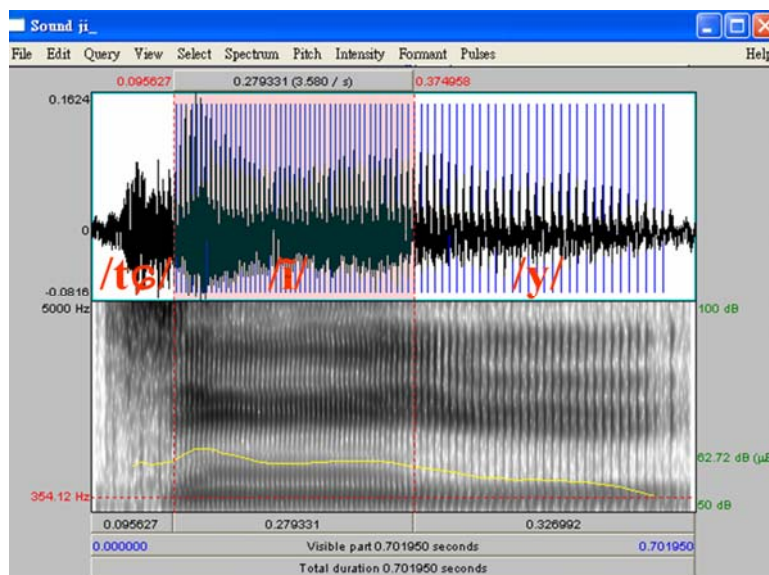 Sound ji_
File Edit Query View Select Spectrum Pitch Intensity Formant Pulses Help
0.095627 0.279331 (3.580 / s) 0.374958
0.1624
0
/tɕ/ /ī/ /y/
-0.0816
5000 Hz 100 dB
62.72 dB (µE
354.12 Hz
50 dB
0.095627 0.279331 0.326992
0.000000 Visible part 0.701950 seconds 0.701950
Total duration 0.701950 seconds